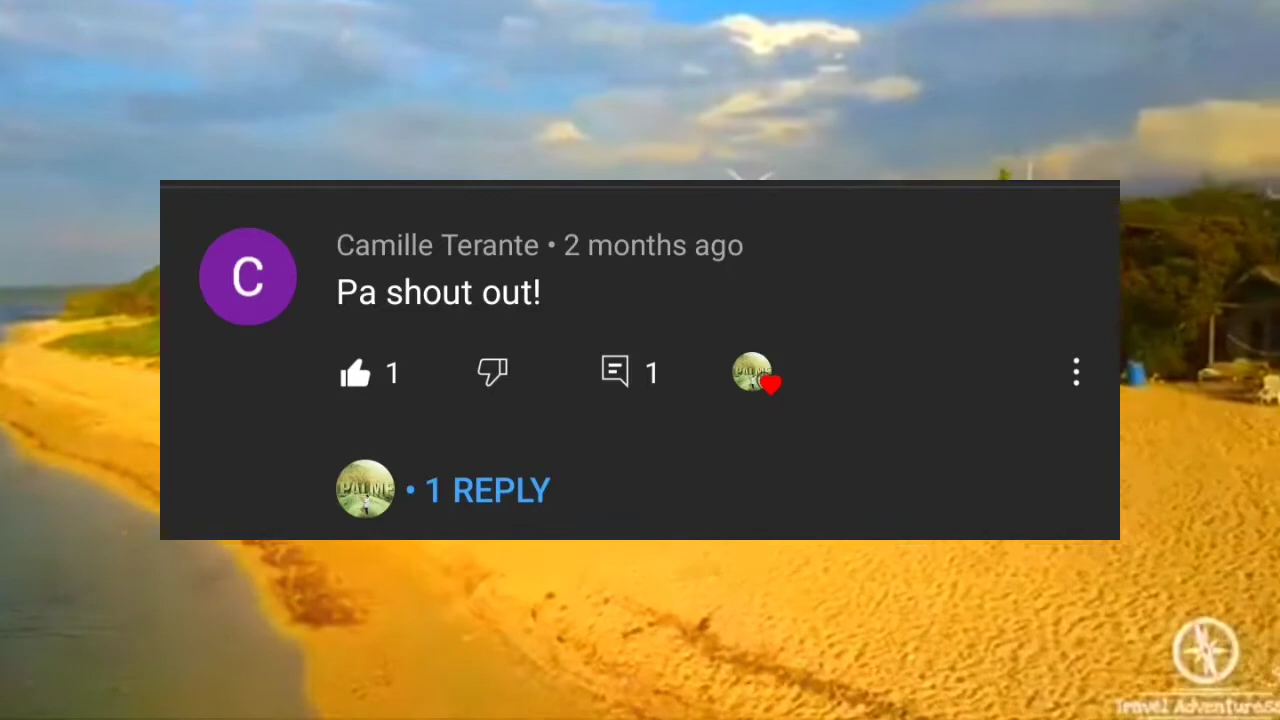 C
Camille Terante • 2 months ago
Pa shout out!
1
1
• 1 REPLY
Travel Adventures